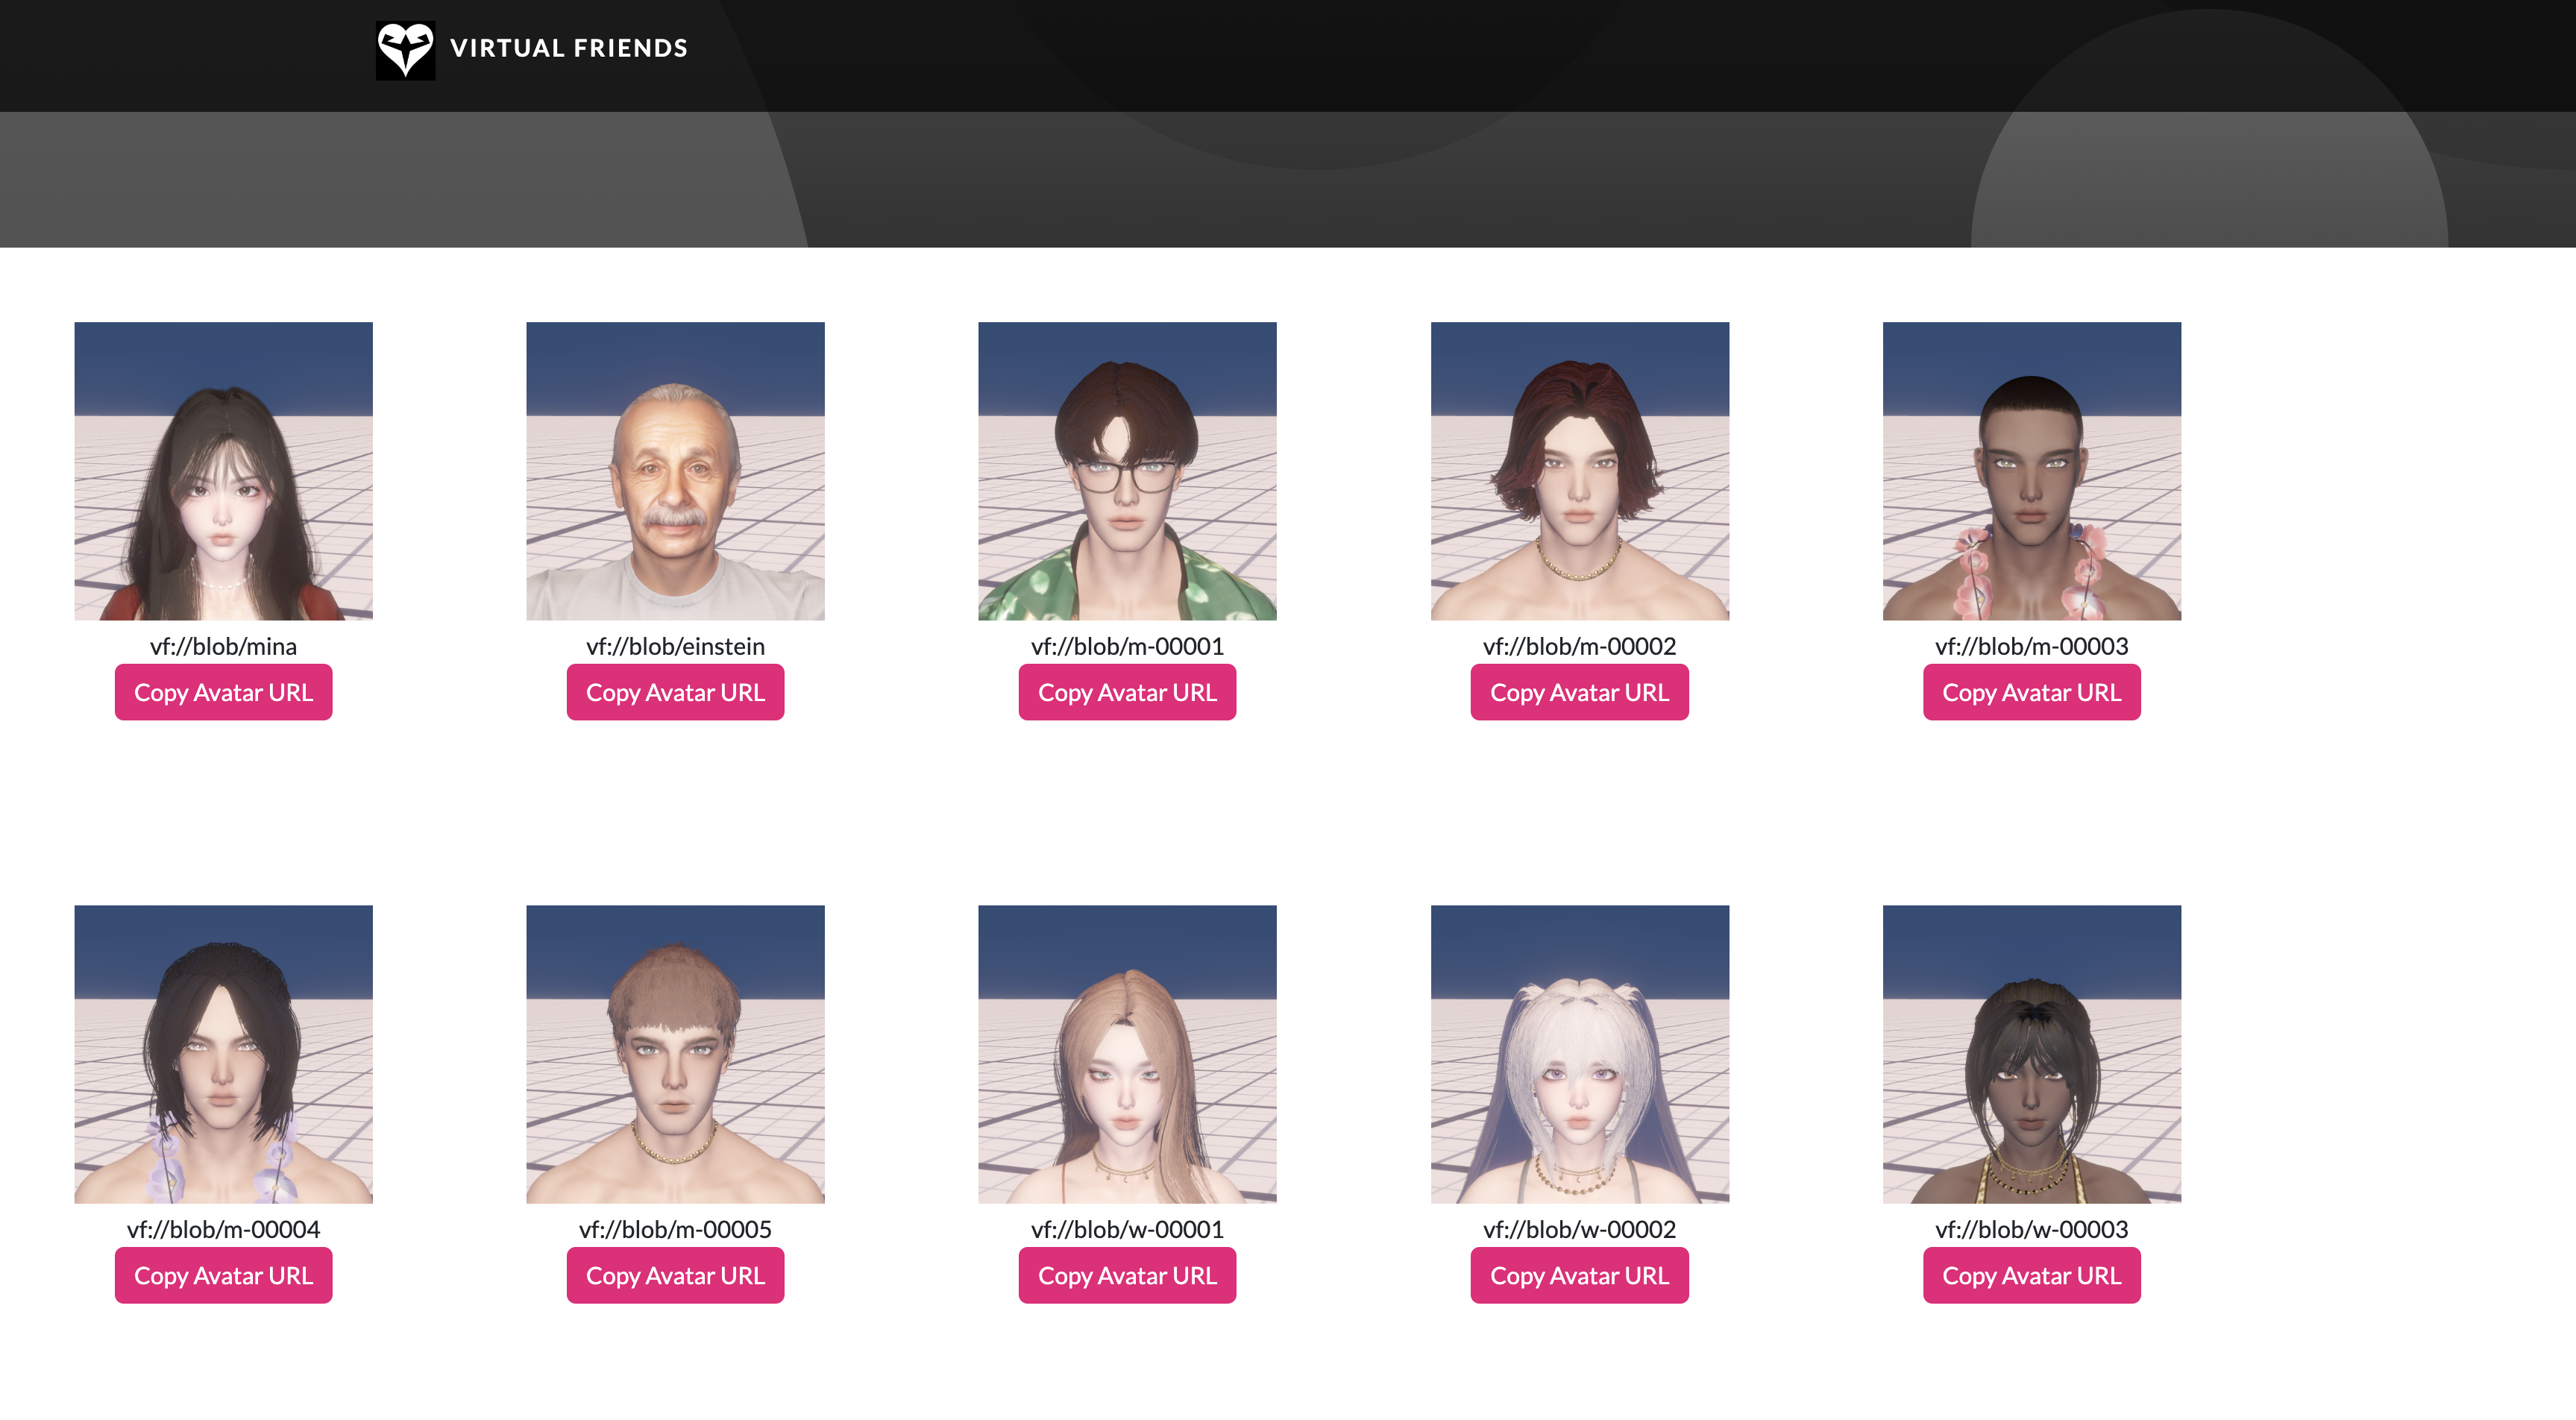 VIRTUAL FRIENDS
vf://blob/mina
Copy Avatar URL
vf://blob/einstein
Copy Avatar URL
vf://blob/m-00001
Copy Avatar URL
vf://blob/m-00002
Copy Avatar URL
vf://blob/m-00003
Copy Avatar URL
vf://blob/m-00004
Copy Avatar URL
vf://blob/m-00005
Copy Avatar URL
vf://blob/w-00001
Copy Avatar URL
vf://blob/w-00002
Copy Avatar URL
vf://blob/w-00003
Copy Avatar URL